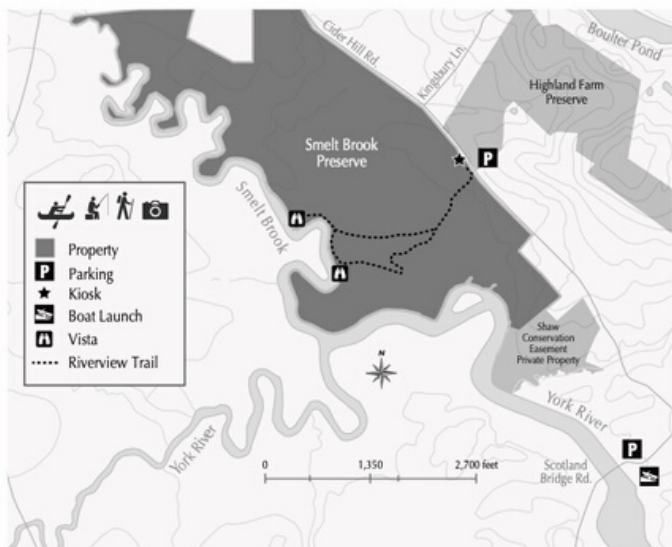 Cider Hill Rd.
Kingsbury Ln.
Boulter Pond
Highland Farm
Preserve
P
Smelt Brook
Preserve
Smelt Brook
Property
P Parking
Kiosk
Boat Launch
Vista
Riverview Trail
Shaw
Conservation
Easement
Private Property
N
York River
York River
P
Scotland
Bridge Rd.
0 1,350 2,700 feet